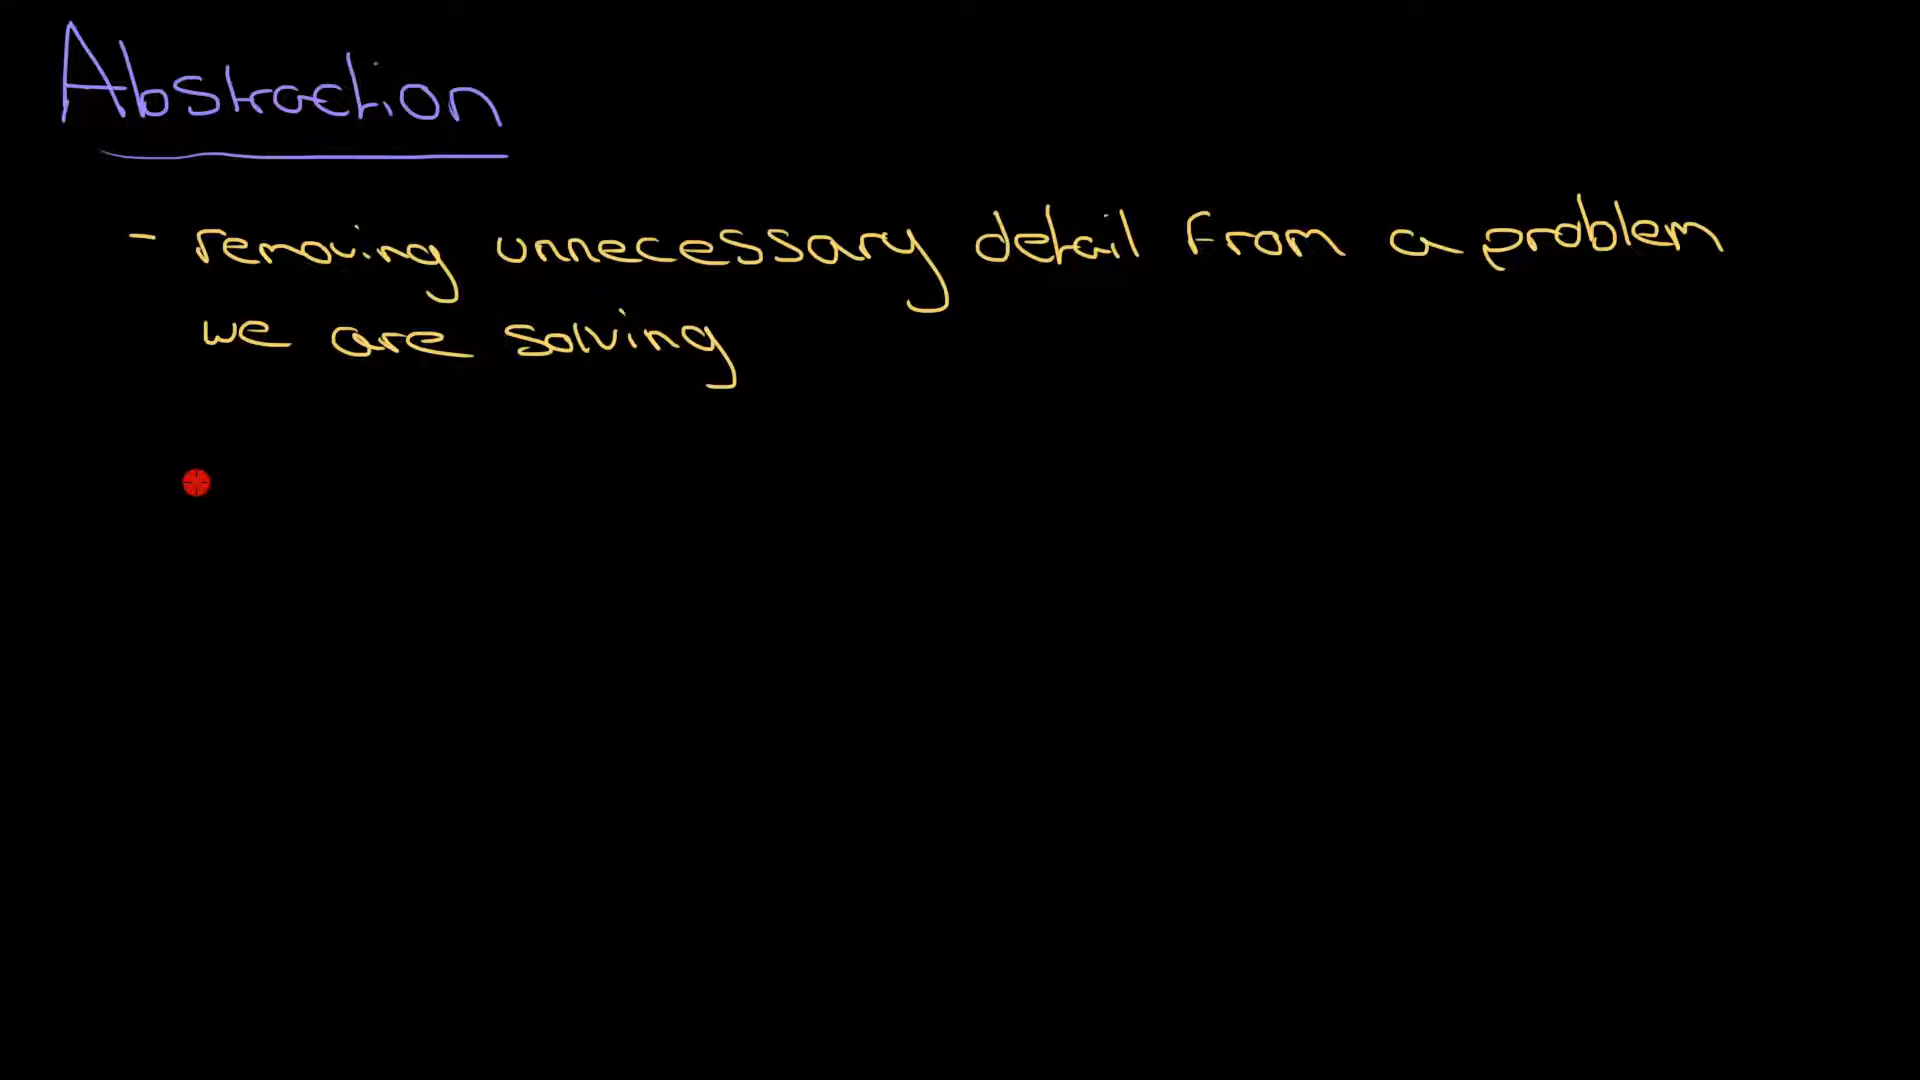 Abstraction
- removing unnecessary detail from a problem
we are solving